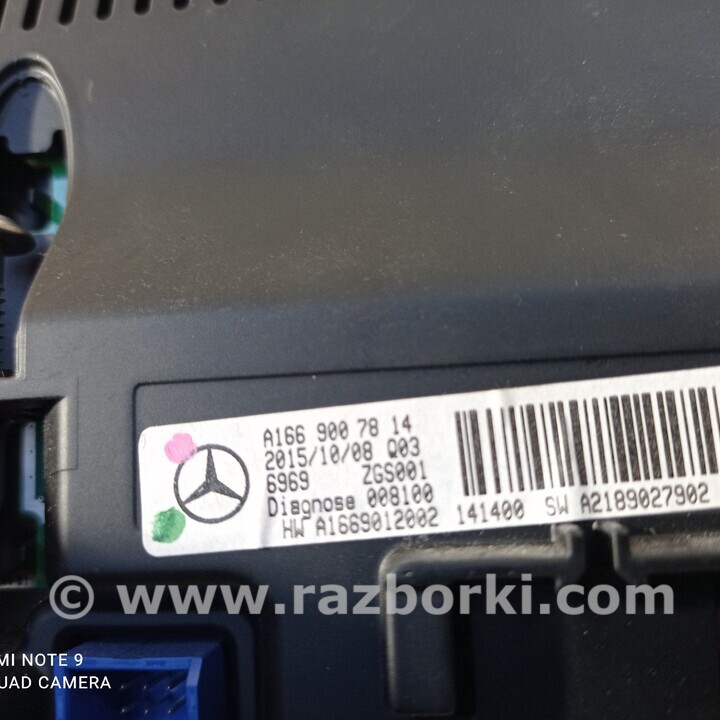 A166 900 78 14
2015/10/08 Q03
6969 ZGS001
Diagnose 008100
HW A1669012002 141400 SW A2189027902
© www.razborki.com
MI NOTE 9
QUAD CAMERA